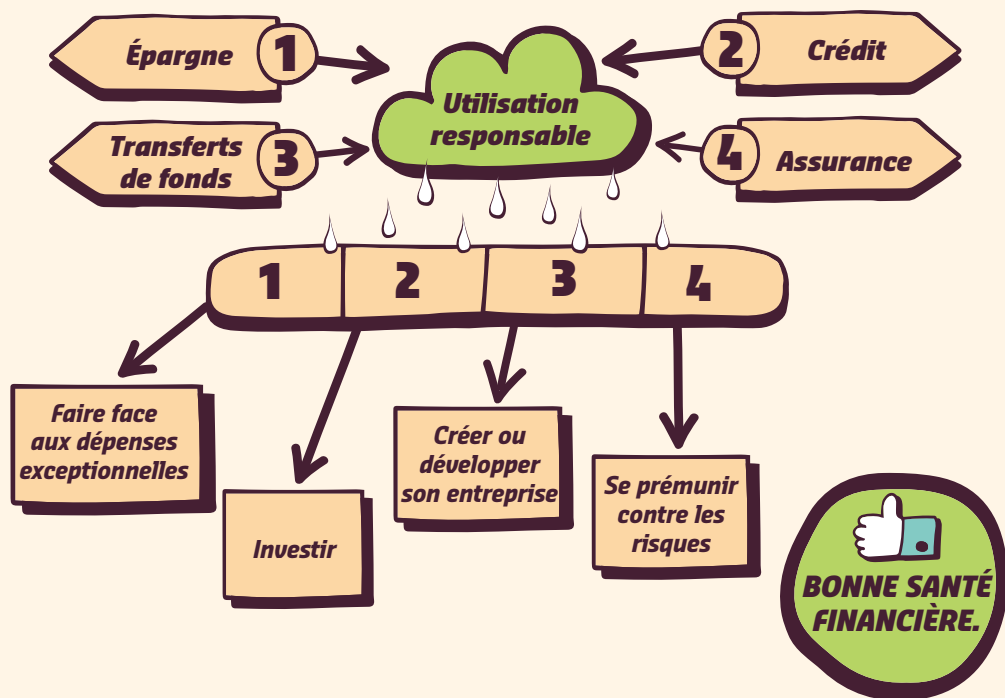 Épargne
1
2
Crédit
Utilisation
responsable
Transferts
de fonds
3
4
Assurance
1
2
3
4
Faire face
aux dépenses
exceptionnelles
Investir
Créer ou
développer
son entreprise
Se prémunir
contre les
risques
BONNE SANTÉ
FINANCIÈRE.